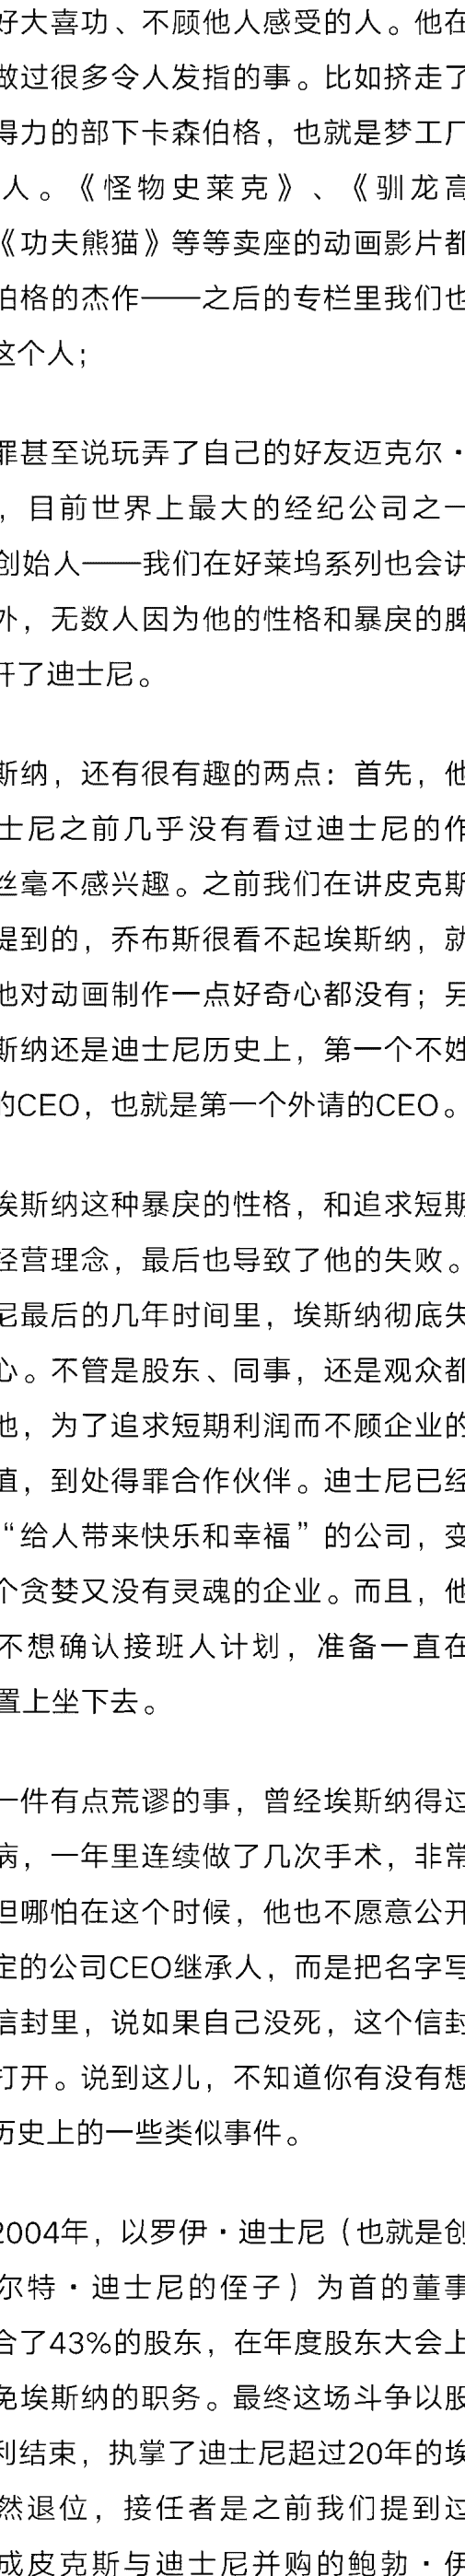 好大喜功、不顾他人感受的人。他在
做过很多令人发指的事。比如挤走了
得力的部下卡森伯格，也就是梦工厂
人。《怪物史莱克》、《驯龙高
《功夫熊猫》等等卖座的动画影片都
伯格的杰作——之后的专栏里我们也
这个人；
罪甚至说玩弄了自己的好友迈克尔·
，目前世界上最大的经纪公司之一
创始人——我们在好莱坞系列也会讲
外，无数人因为他的性格和暴戾的脾
开了迪士尼。
斯纳，还有很有趣的两点：首先，他
士尼之前几乎没有看过迪士尼的作
丝毫不感兴趣。之前我们在讲皮克斯
提到的，乔布斯很看不起埃斯纳，就
他对动画制作一点好奇心都没有；另
斯纳还是迪士尼历史上，第一个不姓
的CEO，也就是第一个外请的CEO。
埃斯纳这种暴戾的性格，和追求短期
经营理念，最后也导致了他的失败。
尼最后的几年时间里，埃斯纳彻底失
心。不管是股东、同事，还是观众都
他，为了追求短期利润而不顾企业的
值，到处得罪合作伙伴。迪士尼已经
“给人带来快乐和幸福”的公司，变
个贪婪又没有灵魂的企业。而且，他
不想确认接班人计划，准备一直在
置上坐下去。
一件有点荒谬的事，曾经埃斯纳得过
病，一年里连续做了几次手术，非常
但哪怕在这个时候，他也不愿意公开
定的公司CEO继承人，而是把名字写
信封里，说如果自己没死，这个信封
打开。说到这儿，不知道你有没有想
历史上的一些类似事件。
2004年，以罗伊·迪士尼（也就是创
尔特·迪士尼的侄子）为首的董事
合了43%的股东，在年度股东大会上
免埃斯纳的职务。最终这场斗争以股
利结束，执掌了迪士尼超过20年的埃
然退位，接任者是之前我们提到过
成皮克斯与迪士尼并购的鲍勃·伊